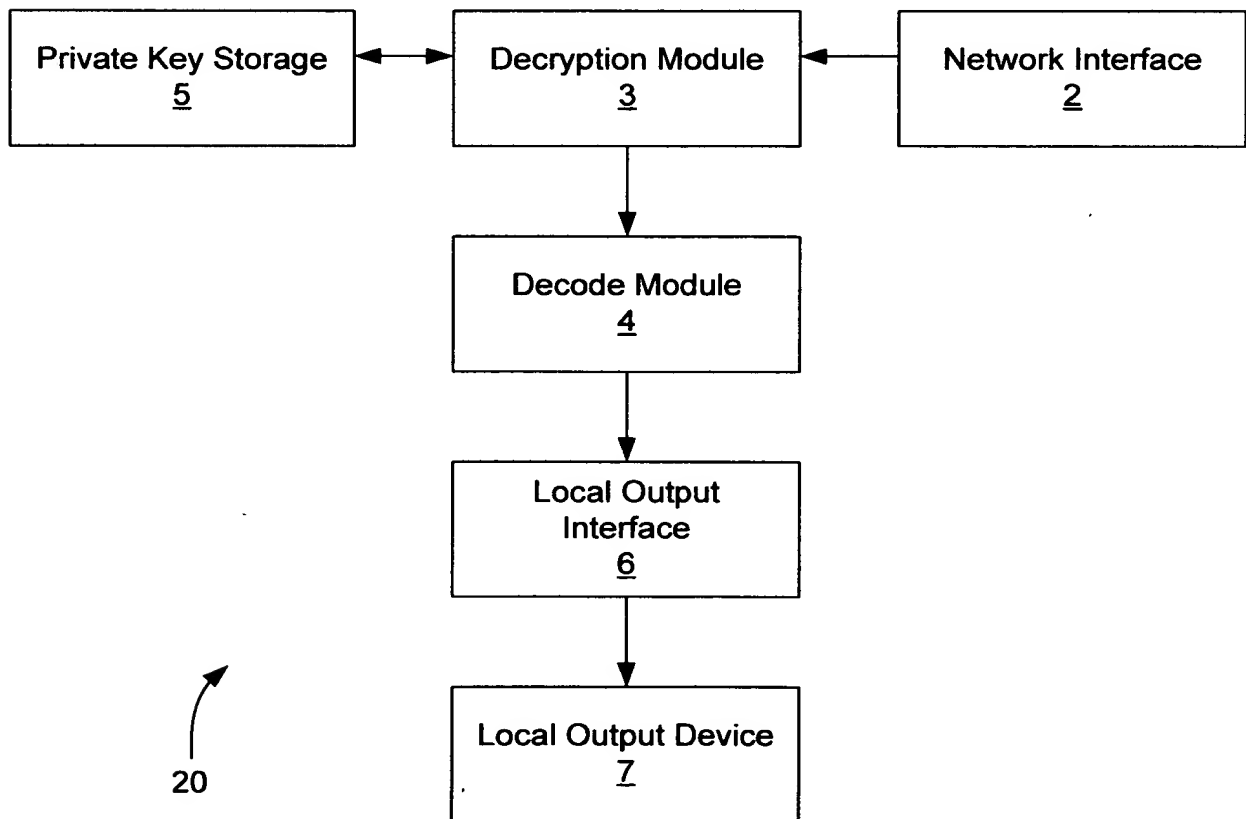 Private Key Storage
5
Decryption Module
3
Network Interface
2
Decode Module
4
Local Output
Interface
6
Local Output Device
7
20